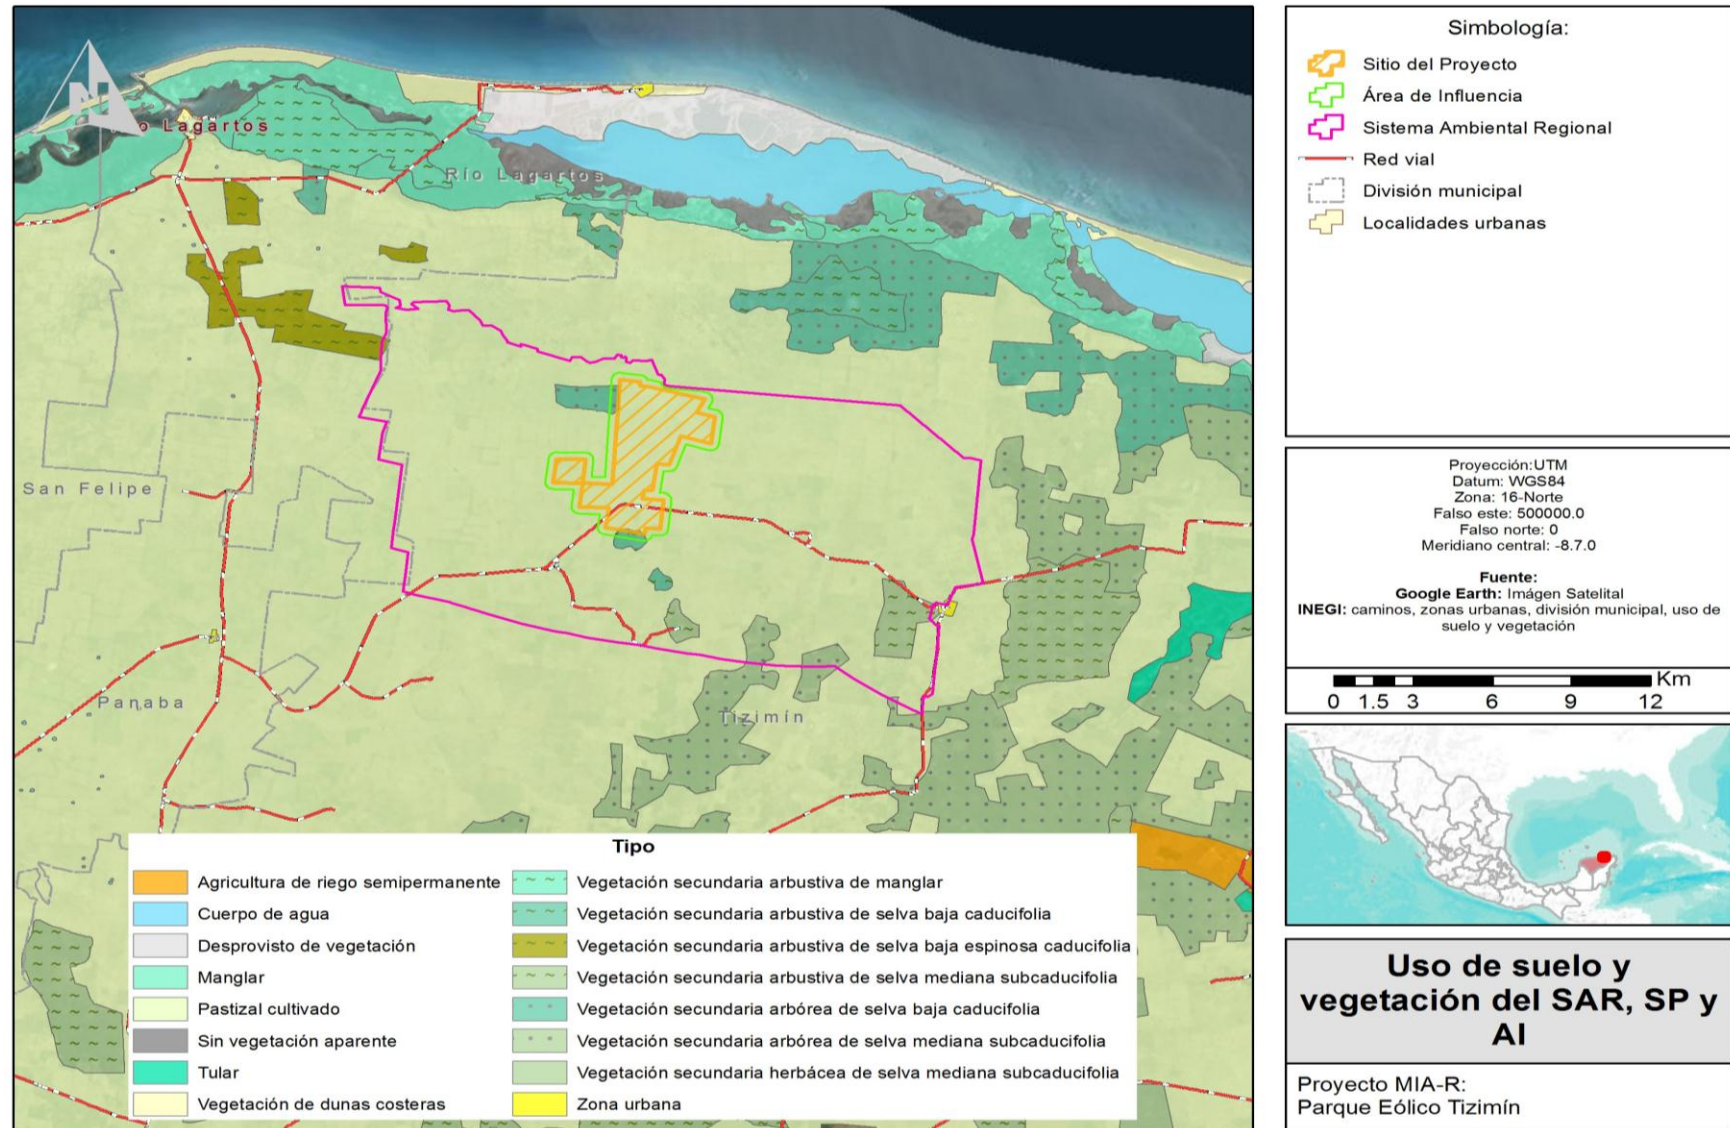 N
o Lagartos
Río Lagartos
San Felipe
Panaba
Tizimín
Tipo
Agricultura de riego semipermanente
Cuerpo de agua
Desprovisto de vegetación
Manglar
Pastizal cultivado
Sin vegetación aparente
Tular
Vegetación de dunas costeras
Vegetación secundaria arbustiva de manglar
Vegetación secundaria arbustiva de selva baja caducifolia
Vegetación secundaria arbustiva de selva baja espinosa caducifolia
Vegetación secundaria arbustiva de selva mediana subcaducifolia
Vegetación secundaria arbórea de selva baja caducifolia
Vegetación secundaria arbórea de selva mediana subcaducifolia
Vegetación secundaria herbácea de selva mediana subcaducifolia
Zona urbana
Simbología:
Sitio del Proyecto
Área de Influencia
Sistema Ambiental Regional
Red vial
División municipal
Localidades urbanas
Proyección:UTM
Datum: WGS84
Zona: 16-Norte
Falso este: 500000.0
Falso norte: 0
Meridiano central: -8.7.0
Fuente:
Google Earth: Imágen Satelital
INEGI: caminos, zonas urbanas, división municipal, uso de
suelo y vegetación
Km
0 1.5 3 6 9 12
Uso de suelo y
vegetación del SAR, SP y
AI
Proyecto MIA-R:
Parque Eólico Tizimín